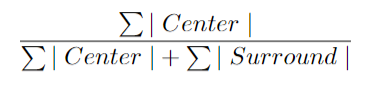 ∑ | Center |
∑ | Center | + ∑ | Surround |